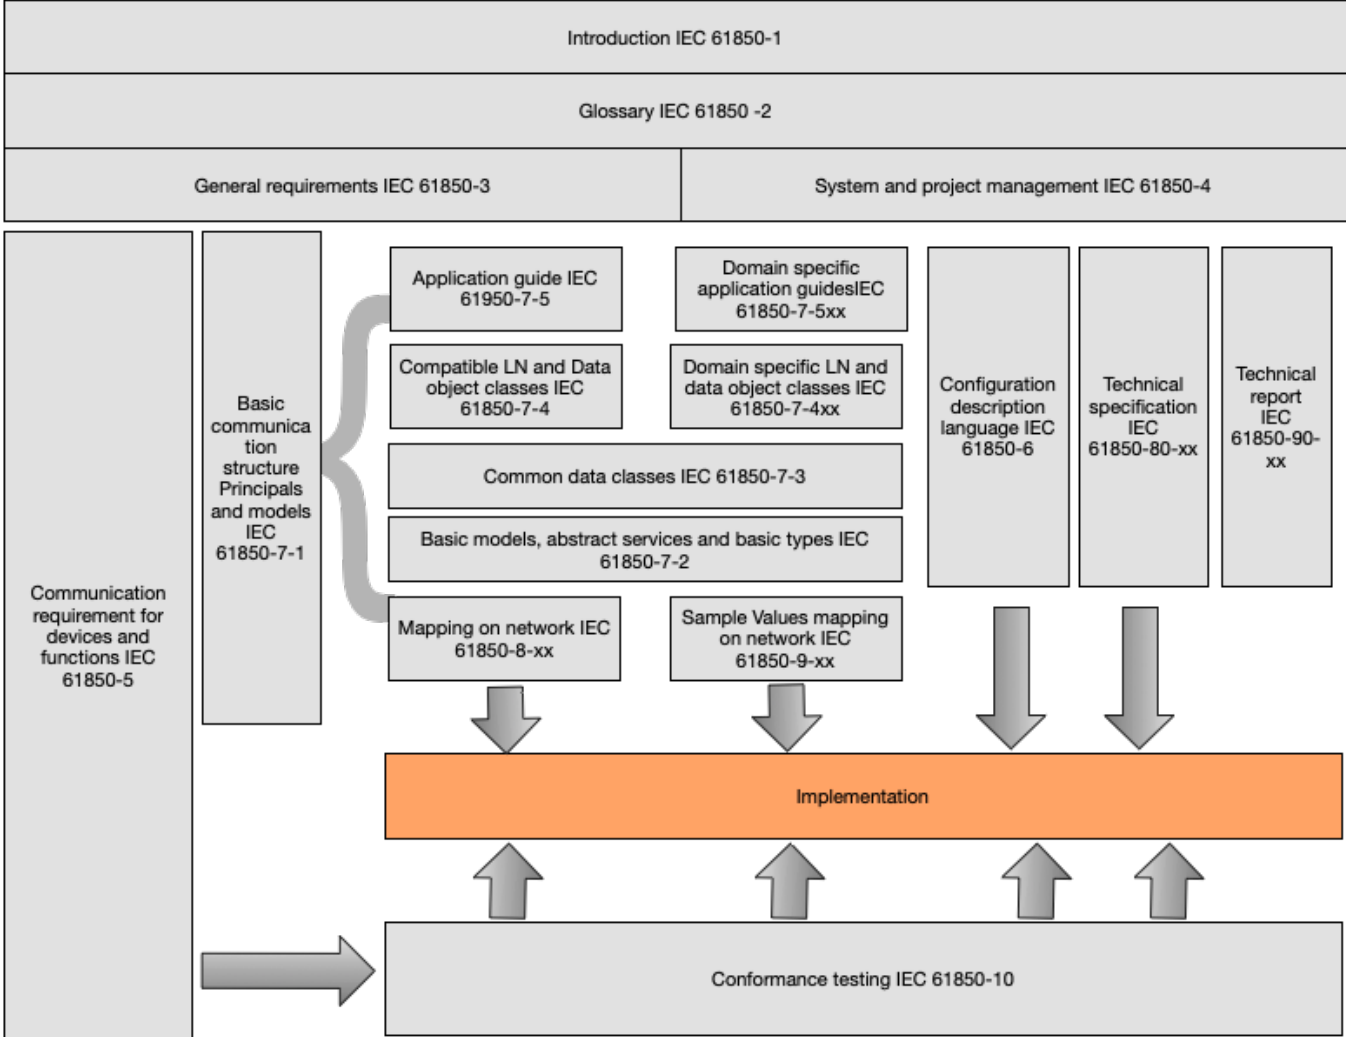 Introduction IEC 61850-1
Glossary IEC 61850 -2
General requirements IEC 61850-3
System and project management IEC 61850-4
Communication
requirement for
devices and
functions IEC
61850-5
Basic
communica
tion
structure
Principals
and models
IEC
61850-7-1
Application guide IEC
61950-7-5
Domain specific
application guidesIEC
61850-7-5xx
Compatible LN and Data
object classes IEC
61850-7-4
Domain specific LN and
data object classes IEC
61850-7-4xx
Common data classes IEC 61850-7-3
Basic models, abstract services and basic types IEC
61850-7-2
Mapping on network IEC
61850-8-xx
Sample Values mapping
on network IEC
61850-9-xx
Configuration
description
language IEC
61850-6
Technical
specification
IEC
61850-80-xx
Technical
report
IEC
61850-90-
xx
Implementation
Conformance testing IEC 61850-10